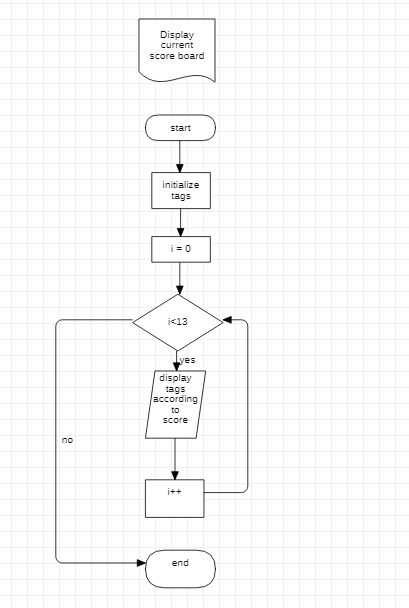 Display
current
score board
start
initialize
tags
i = 0
i<13
yes
display
tags
according
to
score
no
i++
end